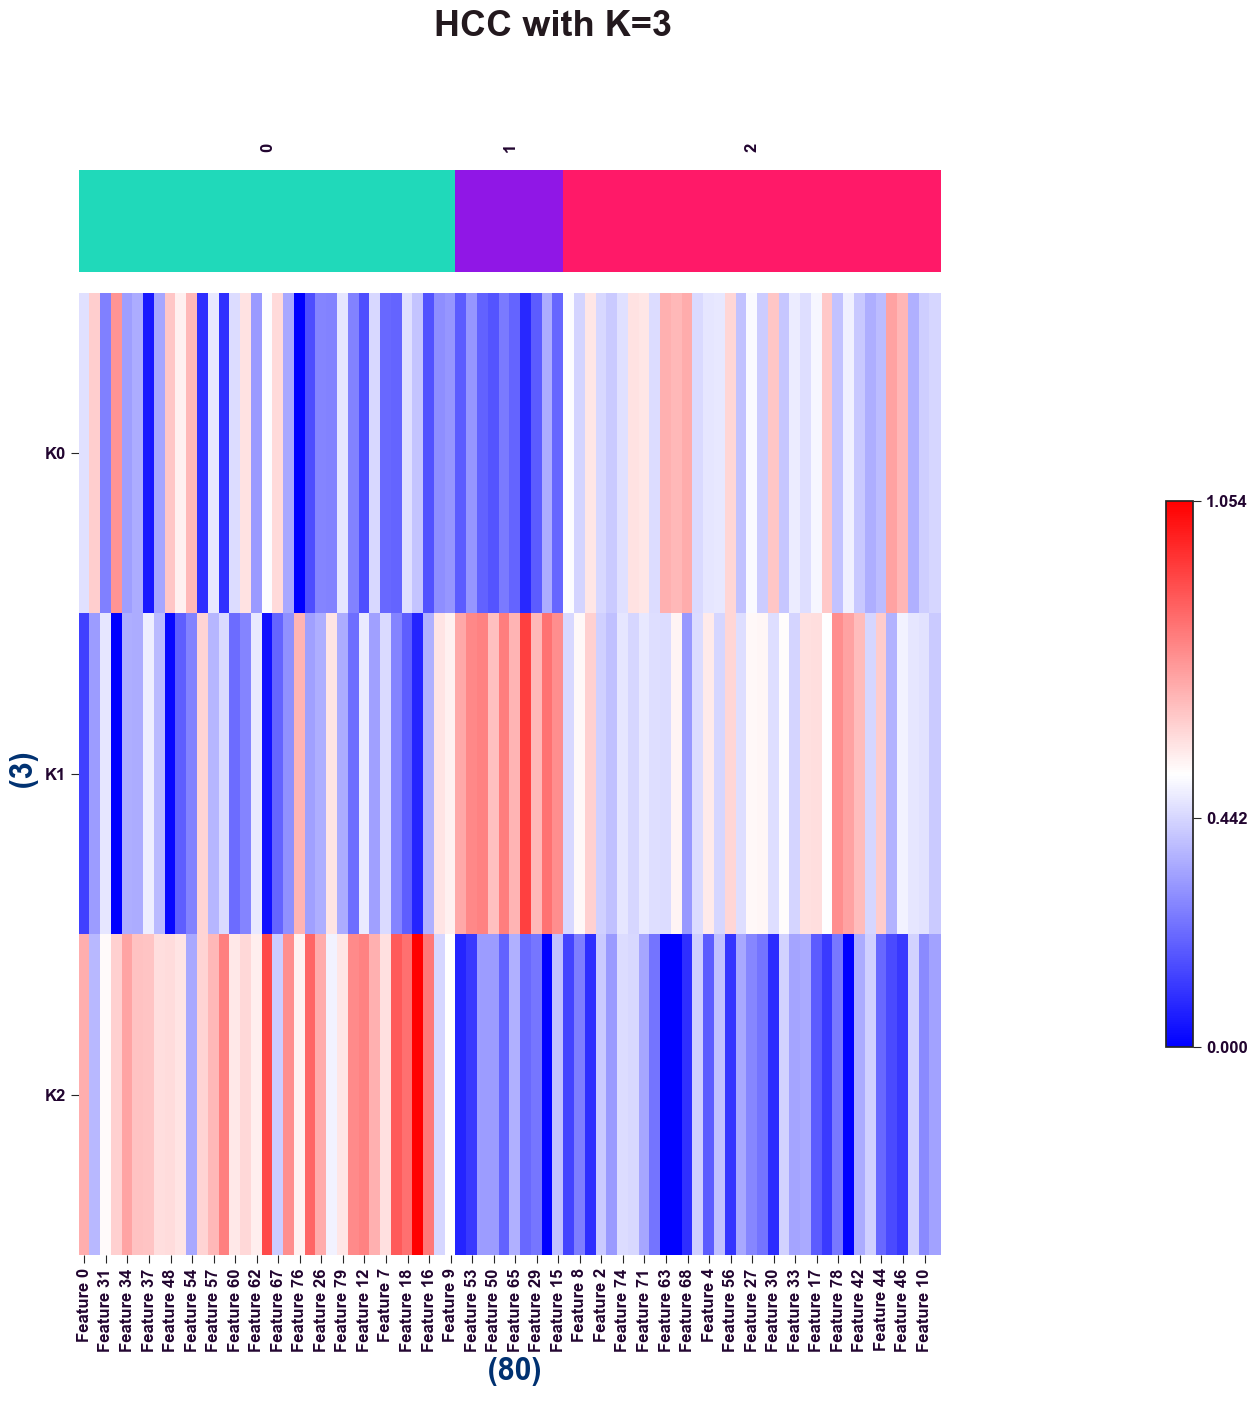 HCC with K=3
0
1
2
K0
K1
K2
(3)
1.054
0.442
0.000
Feature 0
Feature 31
Feature 34
Feature 37
Feature 48
Feature 54
Feature 57
Feature 60
Feature 62
Feature 67
Feature 76
Feature 26
Feature 79
Feature 12
Feature 7
Feature 18
Feature 16
Feature 9
Feature 53
Feature 50
Feature 65
Feature 29
Feature 15
Feature 8
Feature 2
Feature 74
Feature 71
Feature 63
Feature 68
Feature 4
Feature 56
Feature 27
Feature 30
Feature 33
Feature 17
Feature 78
Feature 42
Feature 44
Feature 46
Feature 10
(80)